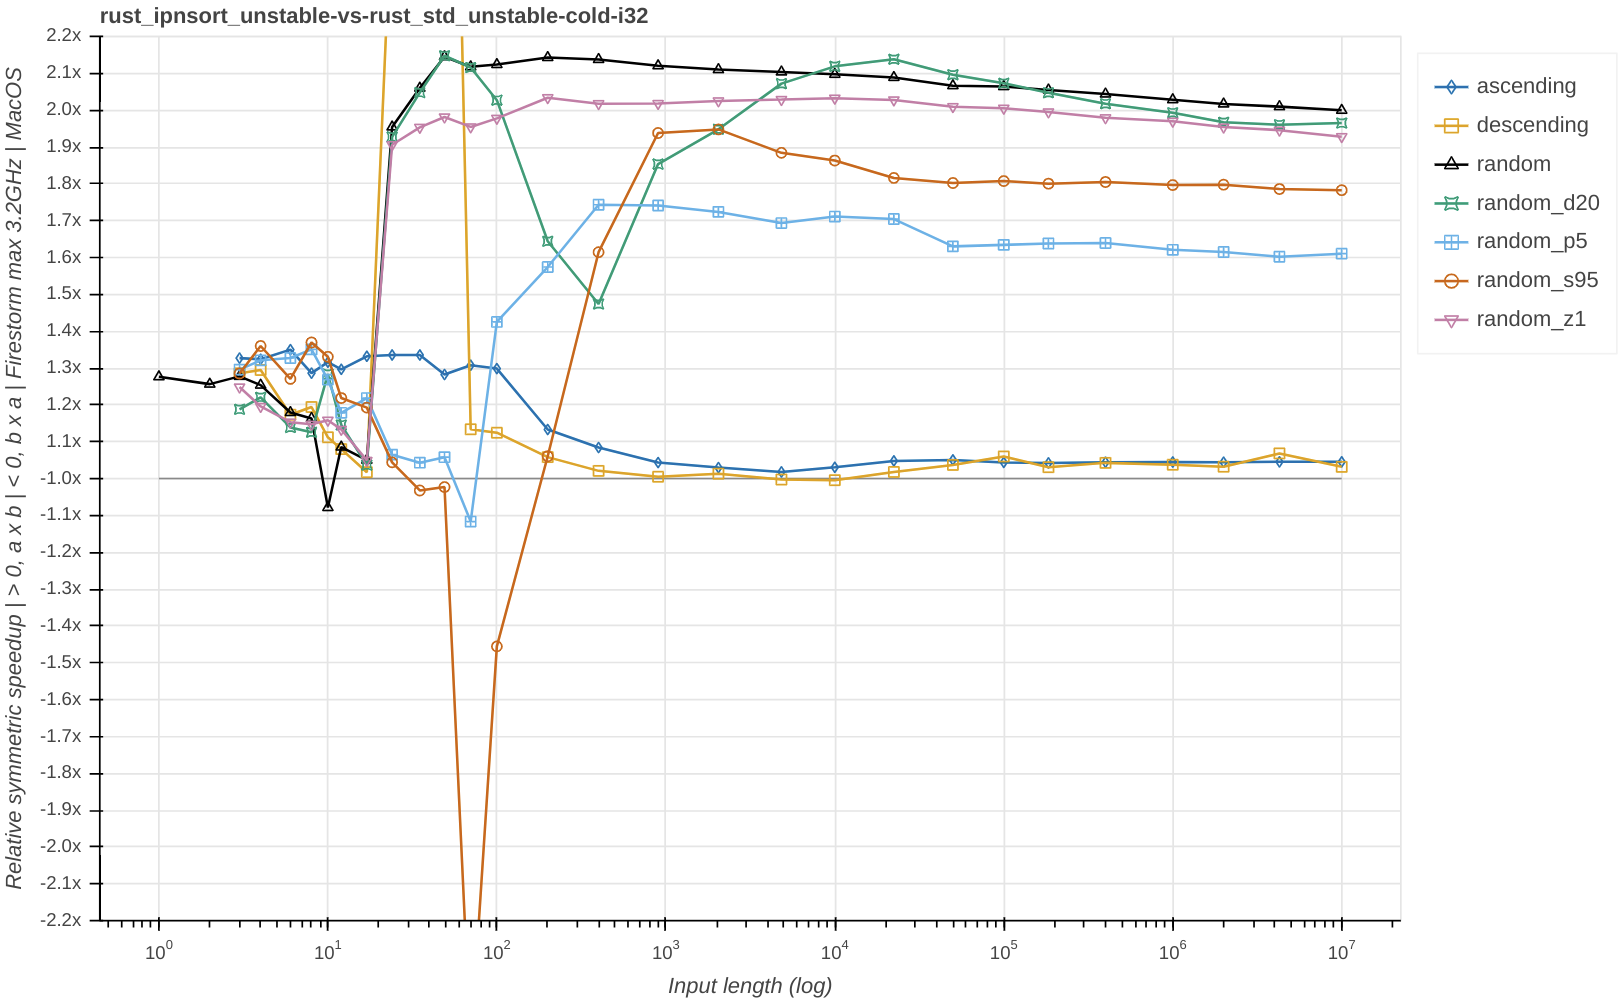 rust_ipnsort_unstable-vs-rust_std_unstable-cold-i32
Relative symmetric speedup | > 0, a x b | < 0, b x a | Firestorm max 3.2GHz | MacOS
2.2x
2.1x
2.0x
1.9x
1.8x
1.7x
1.6x
1.5x
1.4x
1.3x
1.2x
1.1x
-1.0x
-1.1x
-1.2x
-1.3x
-1.4x
-1.5x
-1.6x
-1.7x
-1.8x
-1.9x
-2.0x
-2.1x
-2.2x
10⁰ 10¹ 10² 10³ 10⁴ 10⁵ 10⁶ 10⁷
Input length (log)
ascending
descending
random
random_d20
random_p5
random_s95
random_z1